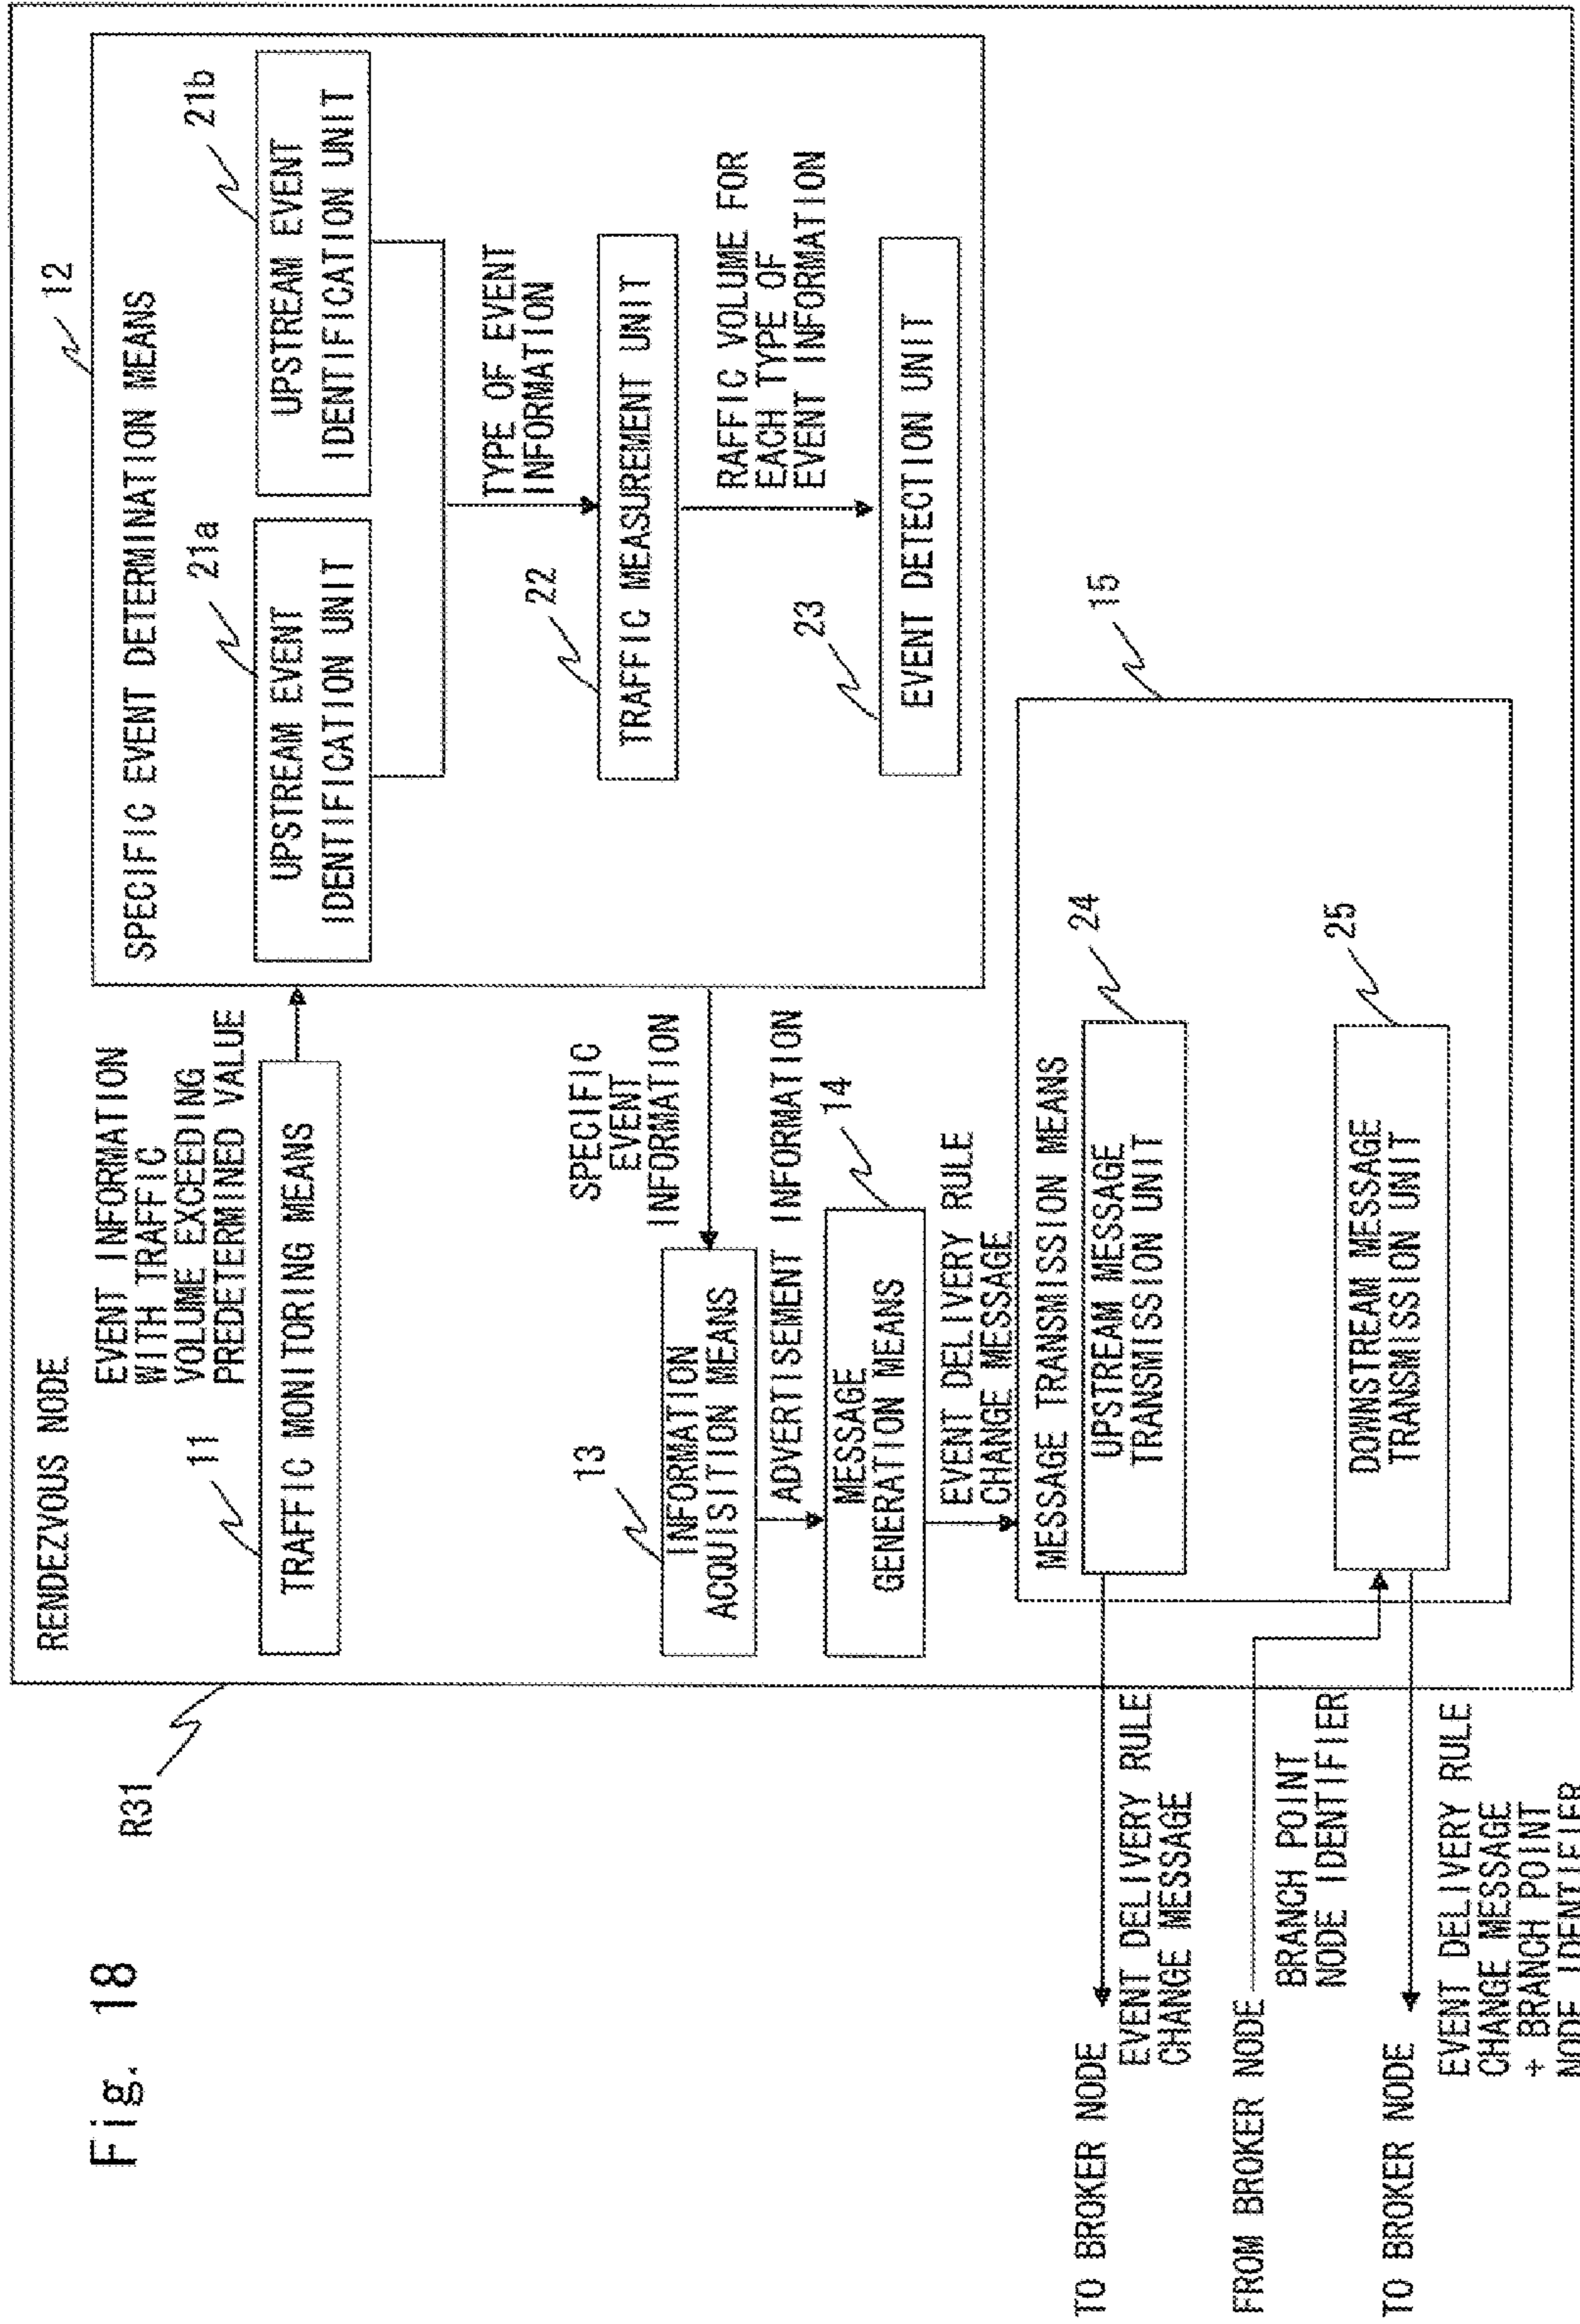 Fig. 18
R31
RENDEZVOUS NODE
EVENT INFORMATION
WITH TRAFFIC
VOLUME EXCEEDING
PREDETERMINED VALUE
11
TRAFFIC MONITORING MEANS
12
SPECIFIC EVENT DETERMINATION MEANS
21a
UPSTREAM EVENT
IDENTIFICATION UNIT
21b
UPSTREAM EVENT
IDENTIFICATION UNIT
TYPE OF EVENT
INFORMATION
22
TRAFFIC MEASUREMENT UNIT
RAFFIC VOLUME FOR
EACH TYPE OF
EVENT INFORMATION
23
EVENT DETECTION UNIT
SPECIFIC
EVENT
INFORMATION
13
INFORMATION
ACQUISITION MEANS
ADVERTISEMENT INFORMATION
14
MESSAGE
GENERATION MEANS
EVENT DELIVERY RULE
CHANGE MESSAGE
15
MESSAGE TRANSMISSION MEANS
24
UPSTREAM MESSAGE
TRANSMISSION UNIT
25
DOWNSTREAM MESSAGE
TRANSMISSION UNIT
TO BROKER NODE
EVENT DELIVERY RULE
CHANGE MESSAGE
FROM BROKER NODE
BRANCH POINT
NODE IDENTIFIER
TO BROKER NODE
EVENT DELIVERY RULE
CHANGE MESSAGE
+ BRANCH POINT
NODE IDENTIFIER